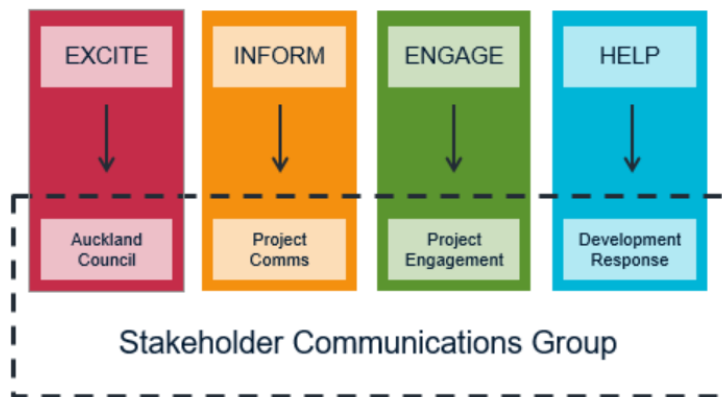 EXCITE
INFORM
ENGAGE
HELP
Auckland
Council
Project
Comms
Project
Engagement
Development
Response
Stakeholder Communications Group